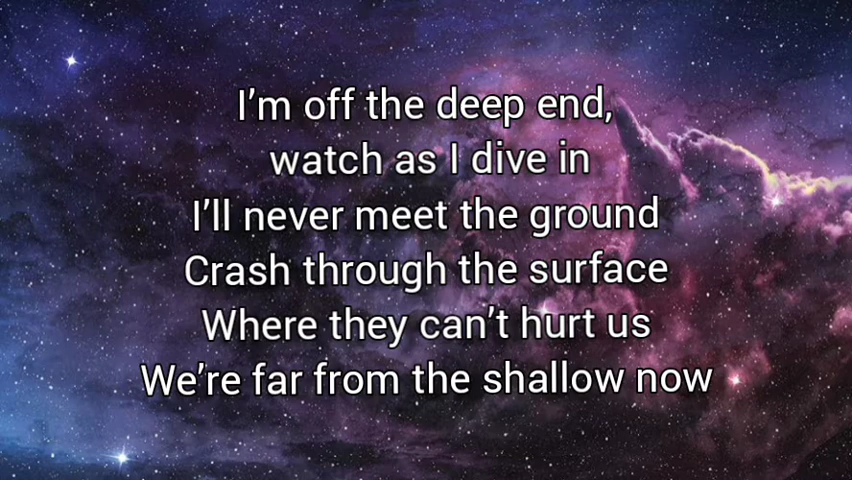 I'm off the deep end,
watch as I dive in
I'll never meet the ground
Crash through the surface
Where they can't hurt us
We're far from the shallow now